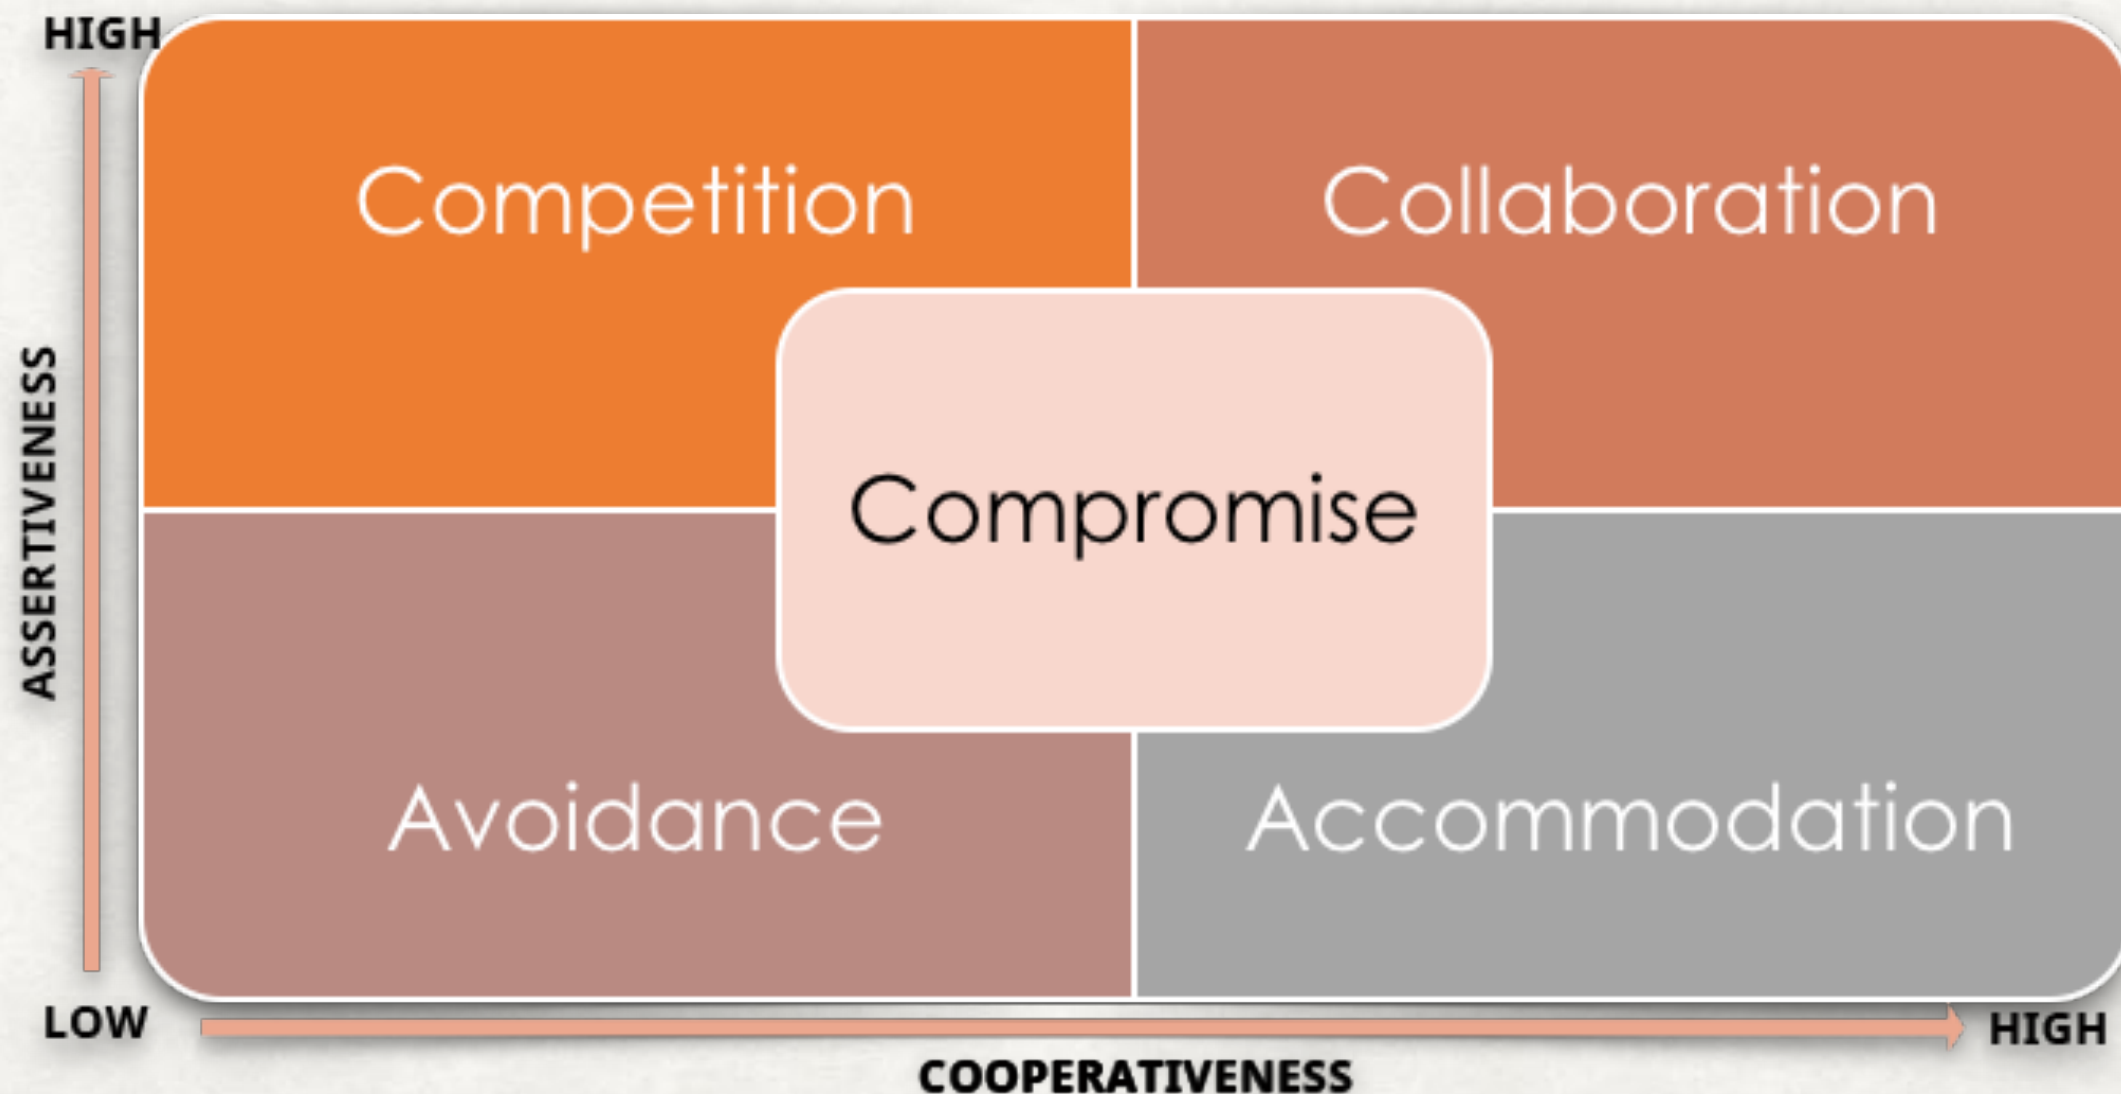 HIGH
Competition
Collaboration
ASSERTIVENESS
Compromise
Avoidance
Accommodation
LOW
HIGH
COOPERATIVENESS